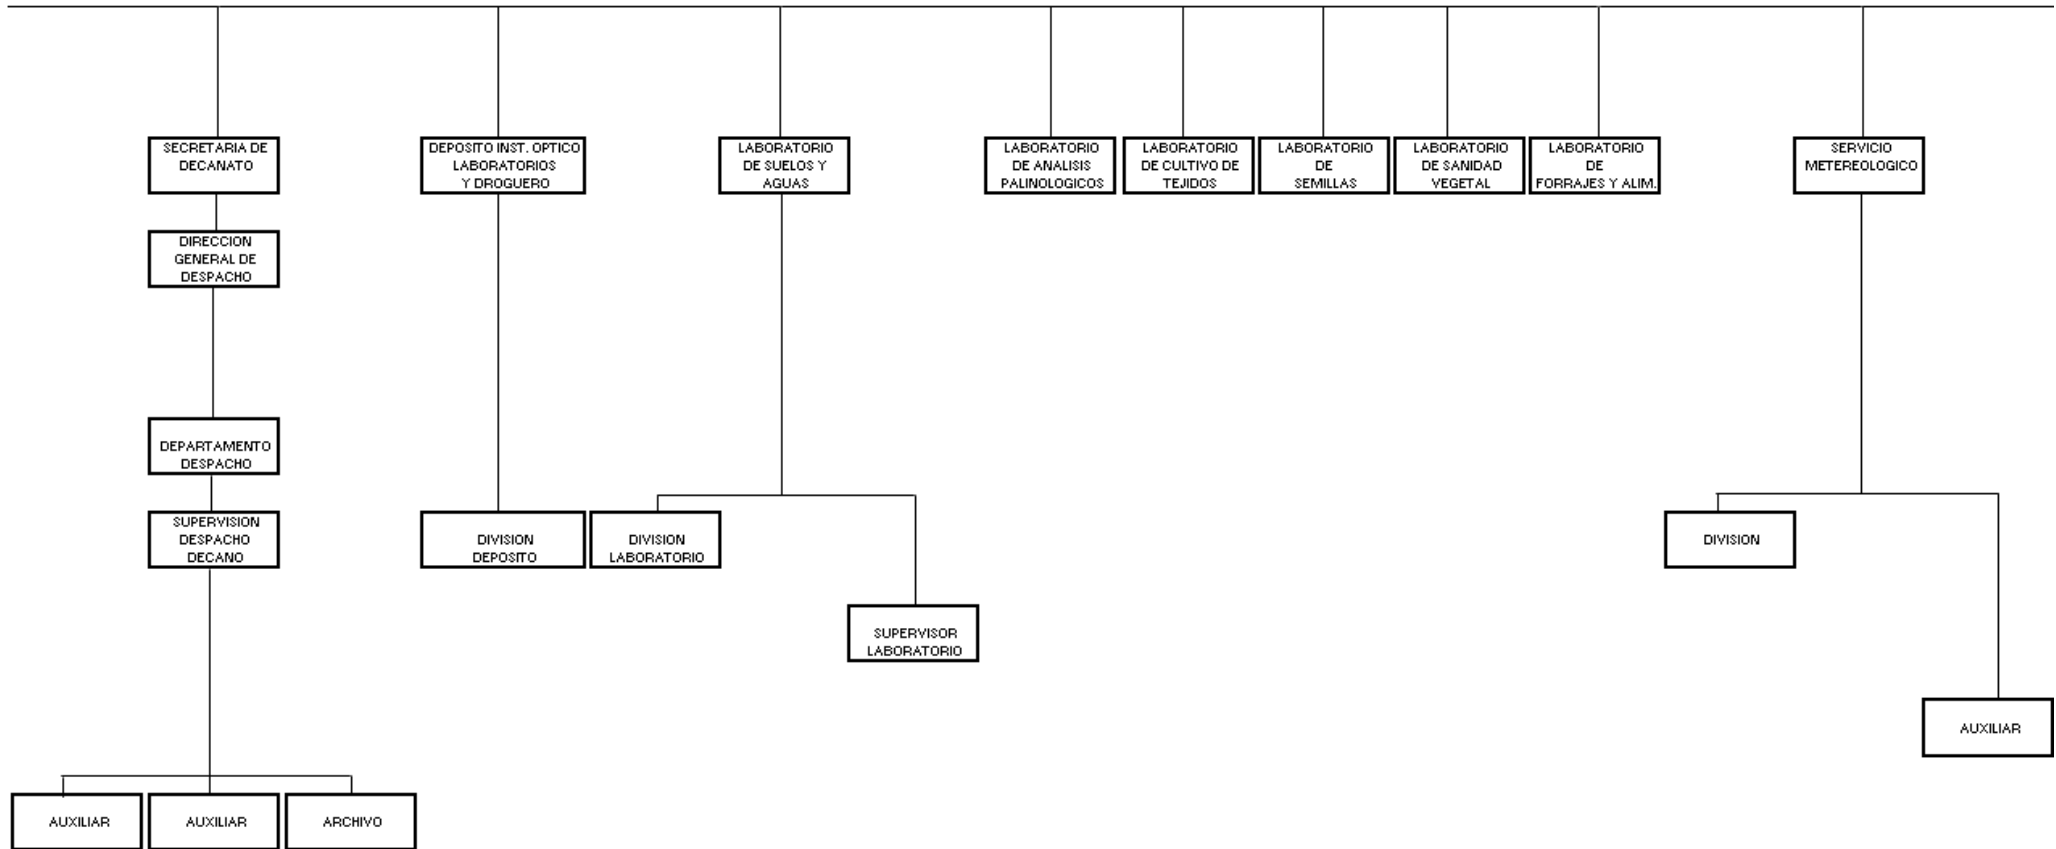 SECRETARIA DE
DECANATO
DEPOSITO INST. OPTICO
LABORATORIOS
Y DROGUERO
LABORATORIO
DE SUELOS Y
AGUAS
LABORATORIO
DE ANALISIS
PALINOLOGICOS
LABORATORIO
DE CULTIVO DE
TEJIDOS
LABORATORIO
DE
SEMILLAS
LABORATORIO
DE SANIDAD
VEGETAL
LABORATORIO
DE
FORRAJES Y ALIM.
SERVICIO
METEREOLOGICO
DIRECCION
GENERAL DE
DESPACHO
DEPARTAMENTO
DESPACHO
SUPERVISION
DESPACHO
DECANO
DIVISION
DEPOSITO
DIVISION
LABORATORIO
DIVISION
SUPERVISOR
LABORATORIO
AUXILIAR
AUXILIAR
AUXILIAR
ARCHIVO